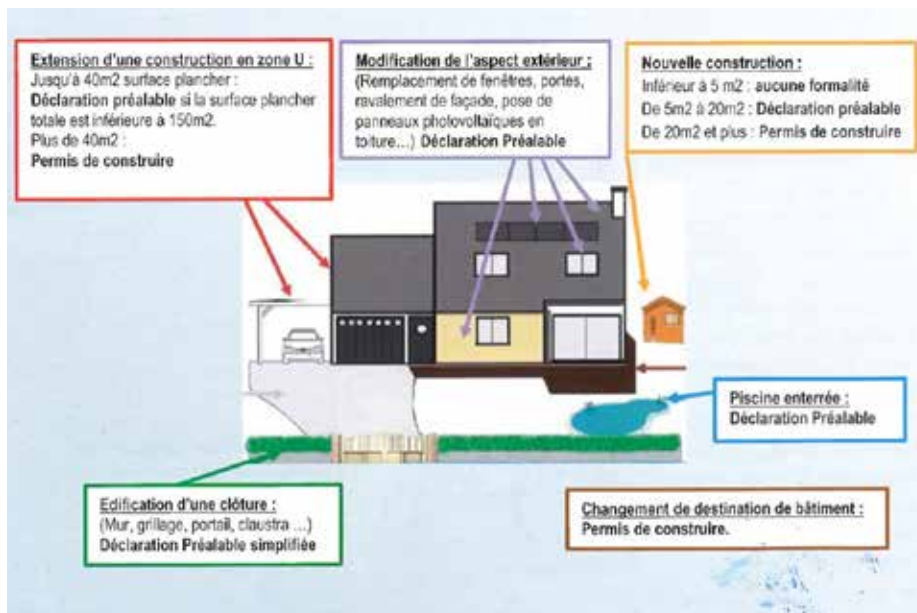 Extension d'une construction en zone U :
Jusqu'à 40m2 surface plancher :
Déclaration préalable si la surface plancher
totale est inférieure à 150m2.
Plus de 40m2 :
Permis de construire
Modification de l'aspect extérieur :
(Remplacement de fenêtres, portes,
ravalement de façade, pose de
panneaux photovoltaïques en
toiture…) Déclaration Préalable
Nouvelle construction :
Inférieur à 5 m2 : aucune formalité
De 5m2 à 20m2 : Déclaration préalable
De 20m2 et plus : Permis de construire
Piscine enterrée :
Déclaration Préalable
Edification d'une clôture :
(Mur, grillage, portail, claustra …)
Déclaration Préalable simplifiée
Changement de destination de bâtiment :
Permis de construire.